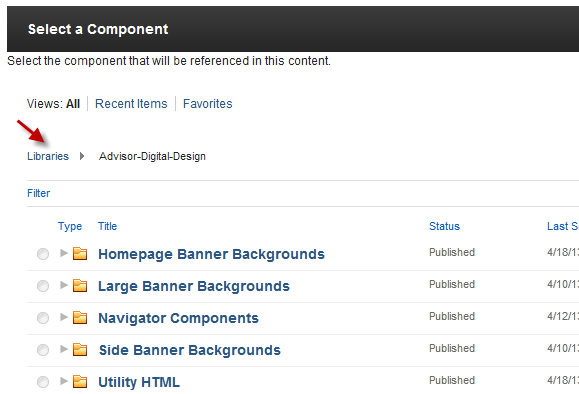 Select a Component
Select the component that will be referenced in this content.
Views: All Recent Items Favorites
Libraries Advisor-Digital-Design
Filter
Type Title Status Last S
Homepage Banner Backgrounds Published 4/18/1
Large Banner Backgrounds Published 4/10/1
Navigator Components Published 4/12/1
Side Banner Backgrounds Published 4/10/1
Utility HTML Published 4/18/1